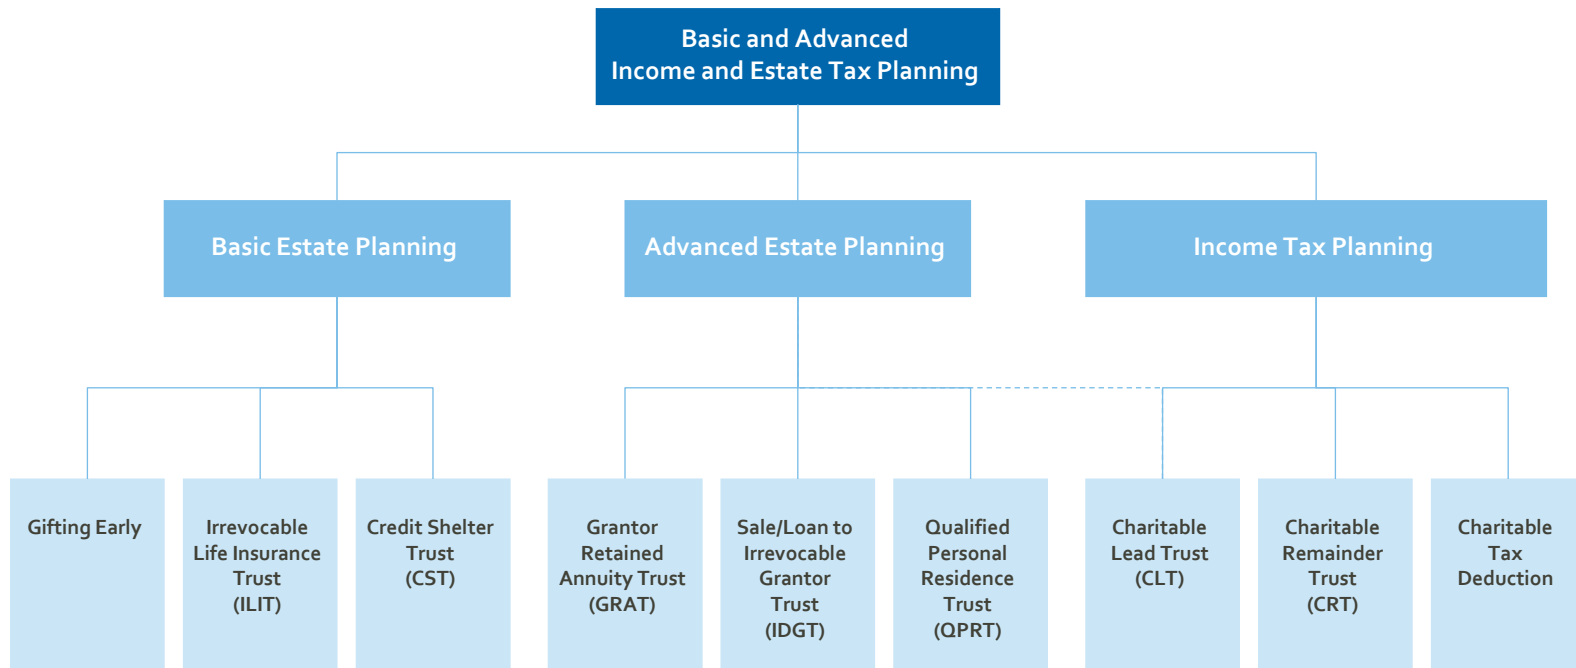 Basic and Advanced
Income and Estate Tax Planning
Basic Estate Planning
Advanced Estate Planning
Income Tax Planning
Gifting Early
Irrevocable
Life Insurance
Trust
(ILIT)
Credit Shelter
Trust
(CST)
Grantor
Retained
Annuity Trust
(GRAT)
Sale/Loan to
Irrevocable
Grantor
Trust
(IDGT)
Qualified
Personal
Residence
Trust
(QPRT)
Charitable
Lead Trust
(CLT)
Charitable
Remainder
Trust
(CRT)
Charitable
Tax
Deduction